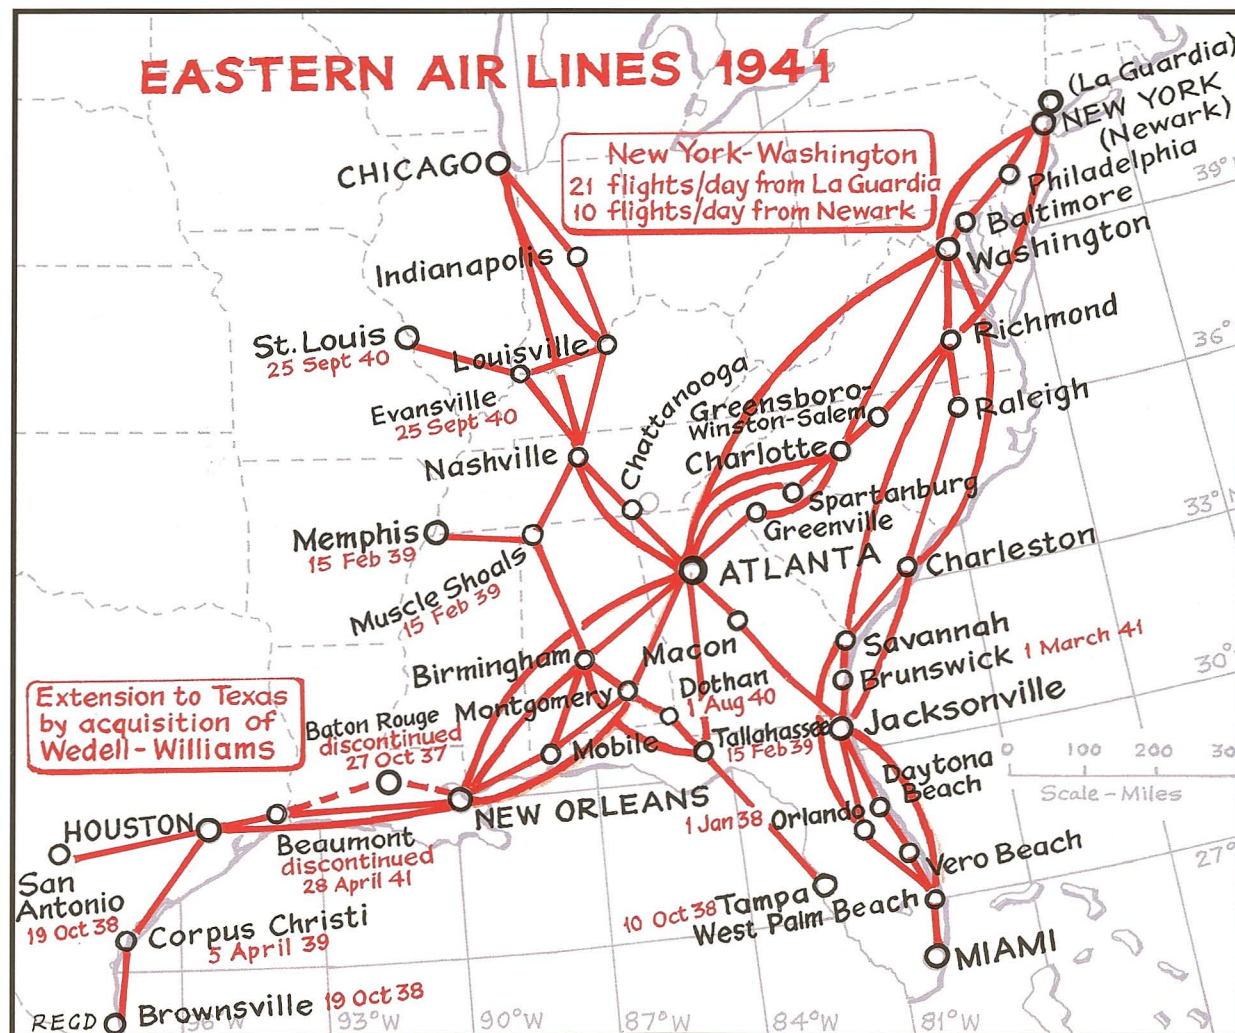 EASTERN AIR LINES 1941
(La Guardia)
NEW YORK
(Newark)
New York-Washington
21 flights/day from La Guardia
10 flights/day from Newark
CHICAGO
Philadelphia
39°
Baltimore
Washington
Indianapolis
St. Louis
25 Sept 40
Louisville
Richmond
36°
Evansville
25 Sept 40
Chattanooga
Greensboro-
Winston-Salem
Raleigh
Nashville
Charlotte
Spartanburg
Greenville
33° N
Memphis
15 Feb 39
Muscle Shoals
15 Feb 39
ATLANTA
Charleston
Birmingham
Macon
Savannah
Brunswick 1 March 41
30°
Extension to Texas
by acquisition of
Wedell-Williams
Montgomery
Dothan
1 Aug 40
Jacksonville
Baton Rouge
discontinued
27 Oct 37
Mobile
Tallahassee
15 Feb 39
0 100 200 30
Scale-Miles
Daytona
Beach
NEW ORLEANS
HOUSTON
1 Jan 38 Orlando
Beaumont
discontinued
28 April 41
Vero Beach
27°
San
Antonio
19 Oct 38
10 Oct 38 Tampa
West Palm Beach
Corpus Christi
5 April 39
MIAMI
REGD
Brownsville 19 Oct 38
96°W 93°W 90°W 87°W 84°W 81°W